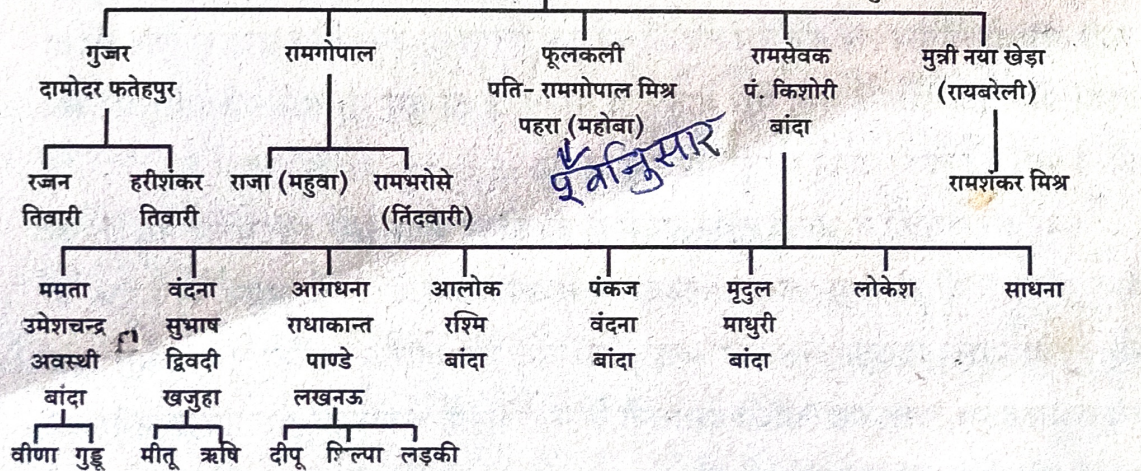 गुज्जर रामगोपाल फूलकली रामसेवक मुन्नी नया खेड़ा
दामोदर फतेहपुर पति- रामगोपाल मिश्र पं. किशोरी (रायबरेली)
पहरा (महोबा) बांदा
पूर्वानुसार
रज्जन हरीशंकर राजा (महुवा) रामभरोसे रामशंकर मिश्र
तिवारी तिवारी (तिंदवारी)
ममता वंदना आराधना आलोक पंकज मृदुल लोकेश साधना
उमेशचन्द्र सुभाष राधाकान्त रश्मि वंदना माधुरी
अवस्थी द्विवदी पाण्डे बांदा बांदा बांदा
बांदा खजुहा लखनऊ
वीणा गुड्डू मीतू ऋषि दीपू शिल्पा लड़की